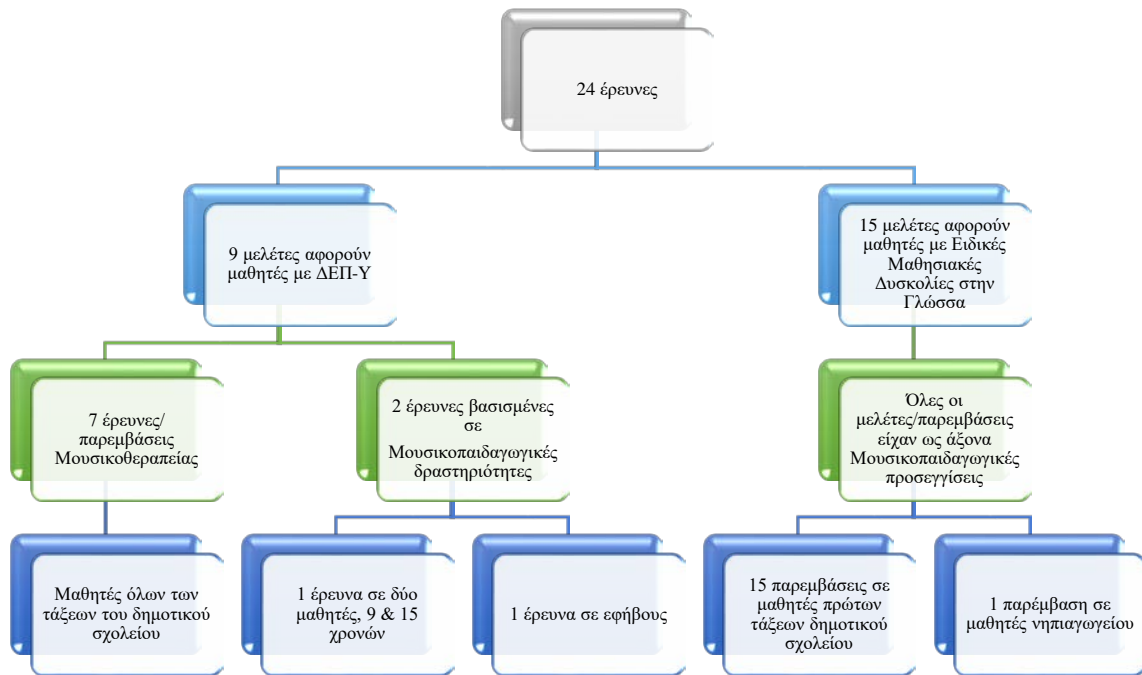 24 έρευνες
9 μελέτες αφορούν
μαθητές με ΔΕΠ-Υ
15 μελέτες αφορούν
μαθητές με Ειδικές
Μαθησιακές
Δυσκολίες στην
Γλώσσα
7 έρευνες/
παρεμβάσεις
Μουσικοθεραπείας
2 έρευνες βασισμένες
σε
Μουσικοπαιδαγωγικές
δραστηριότητες
Όλες οι
μελέτες/παρεμβάσεις
είχαν ως άξονα
Μουσικοπαιδαγωγικές
προσεγγίσεις
Μαθητές όλων των
τάξεων του δημοτικού
σχολείου
1 έρευνα σε δύο
μαθητές, 9 & 15
χρονών
1 έρευνα σε εφήβους
15 παρεμβάσεις σε
μαθητές πρώτων
τάξεων δημοτικού
σχολείου
1 παρέμβαση σε
μαθητές νηπιαγωγείου